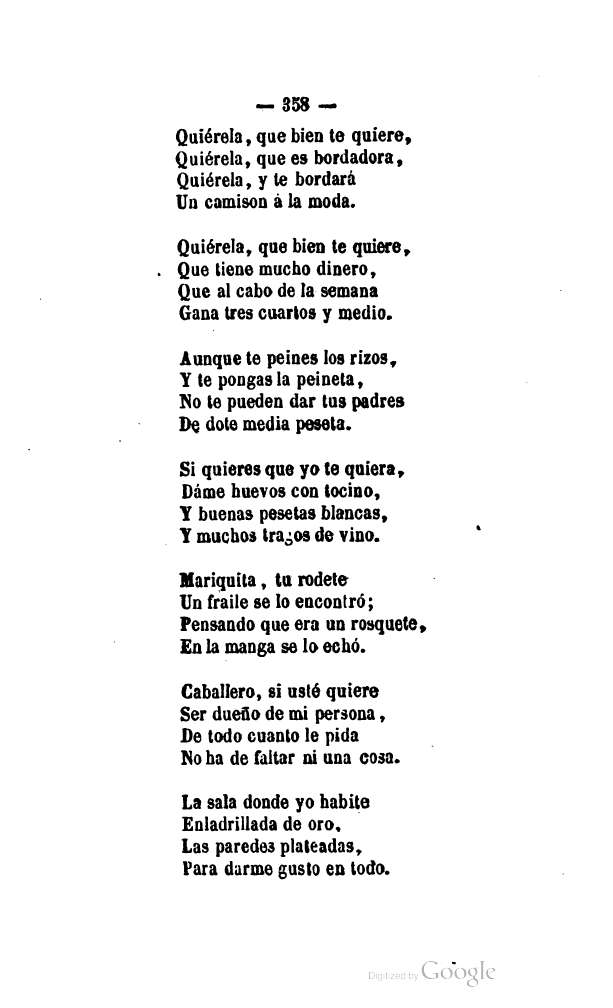 — 358 —
Quiérela, que bien te quiere,
Quiérela, que es bordadora,
Quiérela, y te bordará
Un camison á la moda.
Quiérela, que bien te quiere,
Que tiene mucho dinero,
Que al cabo de la semana
Gana tres cuartos y medio.
Aunque te peines los rizos,
Y te pongas la peineta,
No te pueden dar tus padres
De dote media peseta.
Si quieres que yo te quiera,
Dáme huevos con tocino,
Y buenas pesetas blancas,
Y muchos tragos de vino.
Mariquita, tu rodete
Un fraile se lo encontró;
Pensando que era un rosquete,
En la manga se lo echó.
Caballero, si usté quiere
Ser dueño de mi persona,
De todo cuanto le pida
No ha de faltar ni una cosa.
La sala donde yo habite
Enladrillada de oro,
Las paredes plateadas,
Para darme gusto en todo.
Digitized by Google